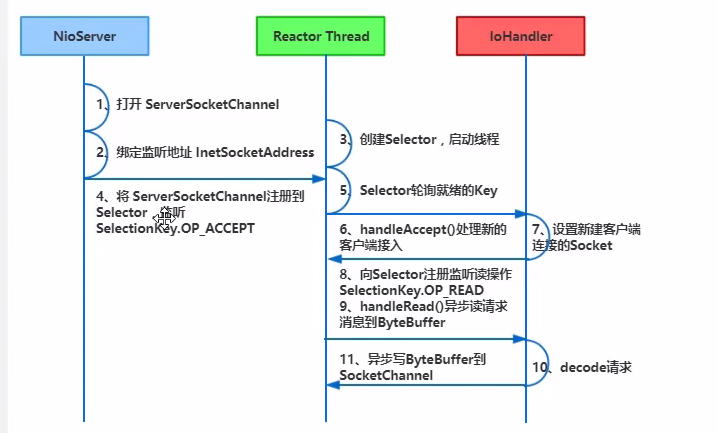 NioServer
Reactor Thread
IoHandler
1、打开 ServerSocketChannel
2、绑定监听地址 InetSocketAddress
3、创建Selector，启动线程
4、将 ServerSocketChannel注册到
Selector，监听
SelectionKey.OP_ACCEPT
5、Selector轮询就绪的Key
6、handleAccept()处理新的
客户端接入
7、设置新建客户端
连接的Socket
8、向Selector注册监听读操作
SelectionKey.OP_READ
9、handleRead()异步读请求
消息到ByteBuffer
10、decode请求
11、异步写ByteBuffer到
SocketChannel